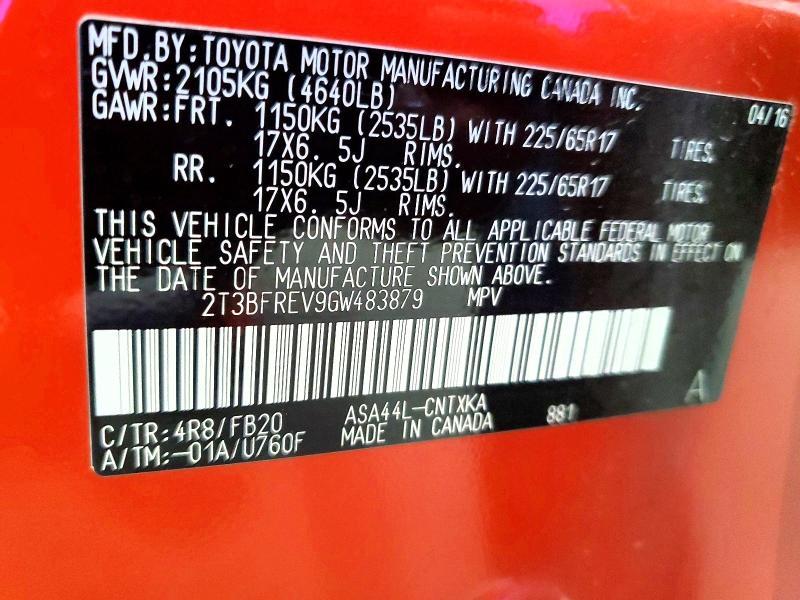 MFD.BY:TOYOTA MOTOR MANUFACTURING CANADA INC.
GVWR:2105KG (4640LB) 04/16
GAWR:FRT. 1150KG (2535LB) WITH 225/65R17 TIRES.
17X6. 5J RIMS.
RR. 1150KG (2535LB) WITH 225/65R17 TIRES.
17X6. 5J RIMS.
THIS VEHICLE CONFORMS TO ALL APPLICABLE FEDERAL MOTOR
VEHICLE SAFETY AND THEFT PREVENTION STANDARDS IN EFFECT ON
THE DATE OF MANUFACTURE SHOWN ABOVE.
2T3BFREV9GW483879 MPV
A
C/TR:4R8/FB20 ASA44L-CNTXKA 881
A/TM:-01A/U760F MADE IN CANADA